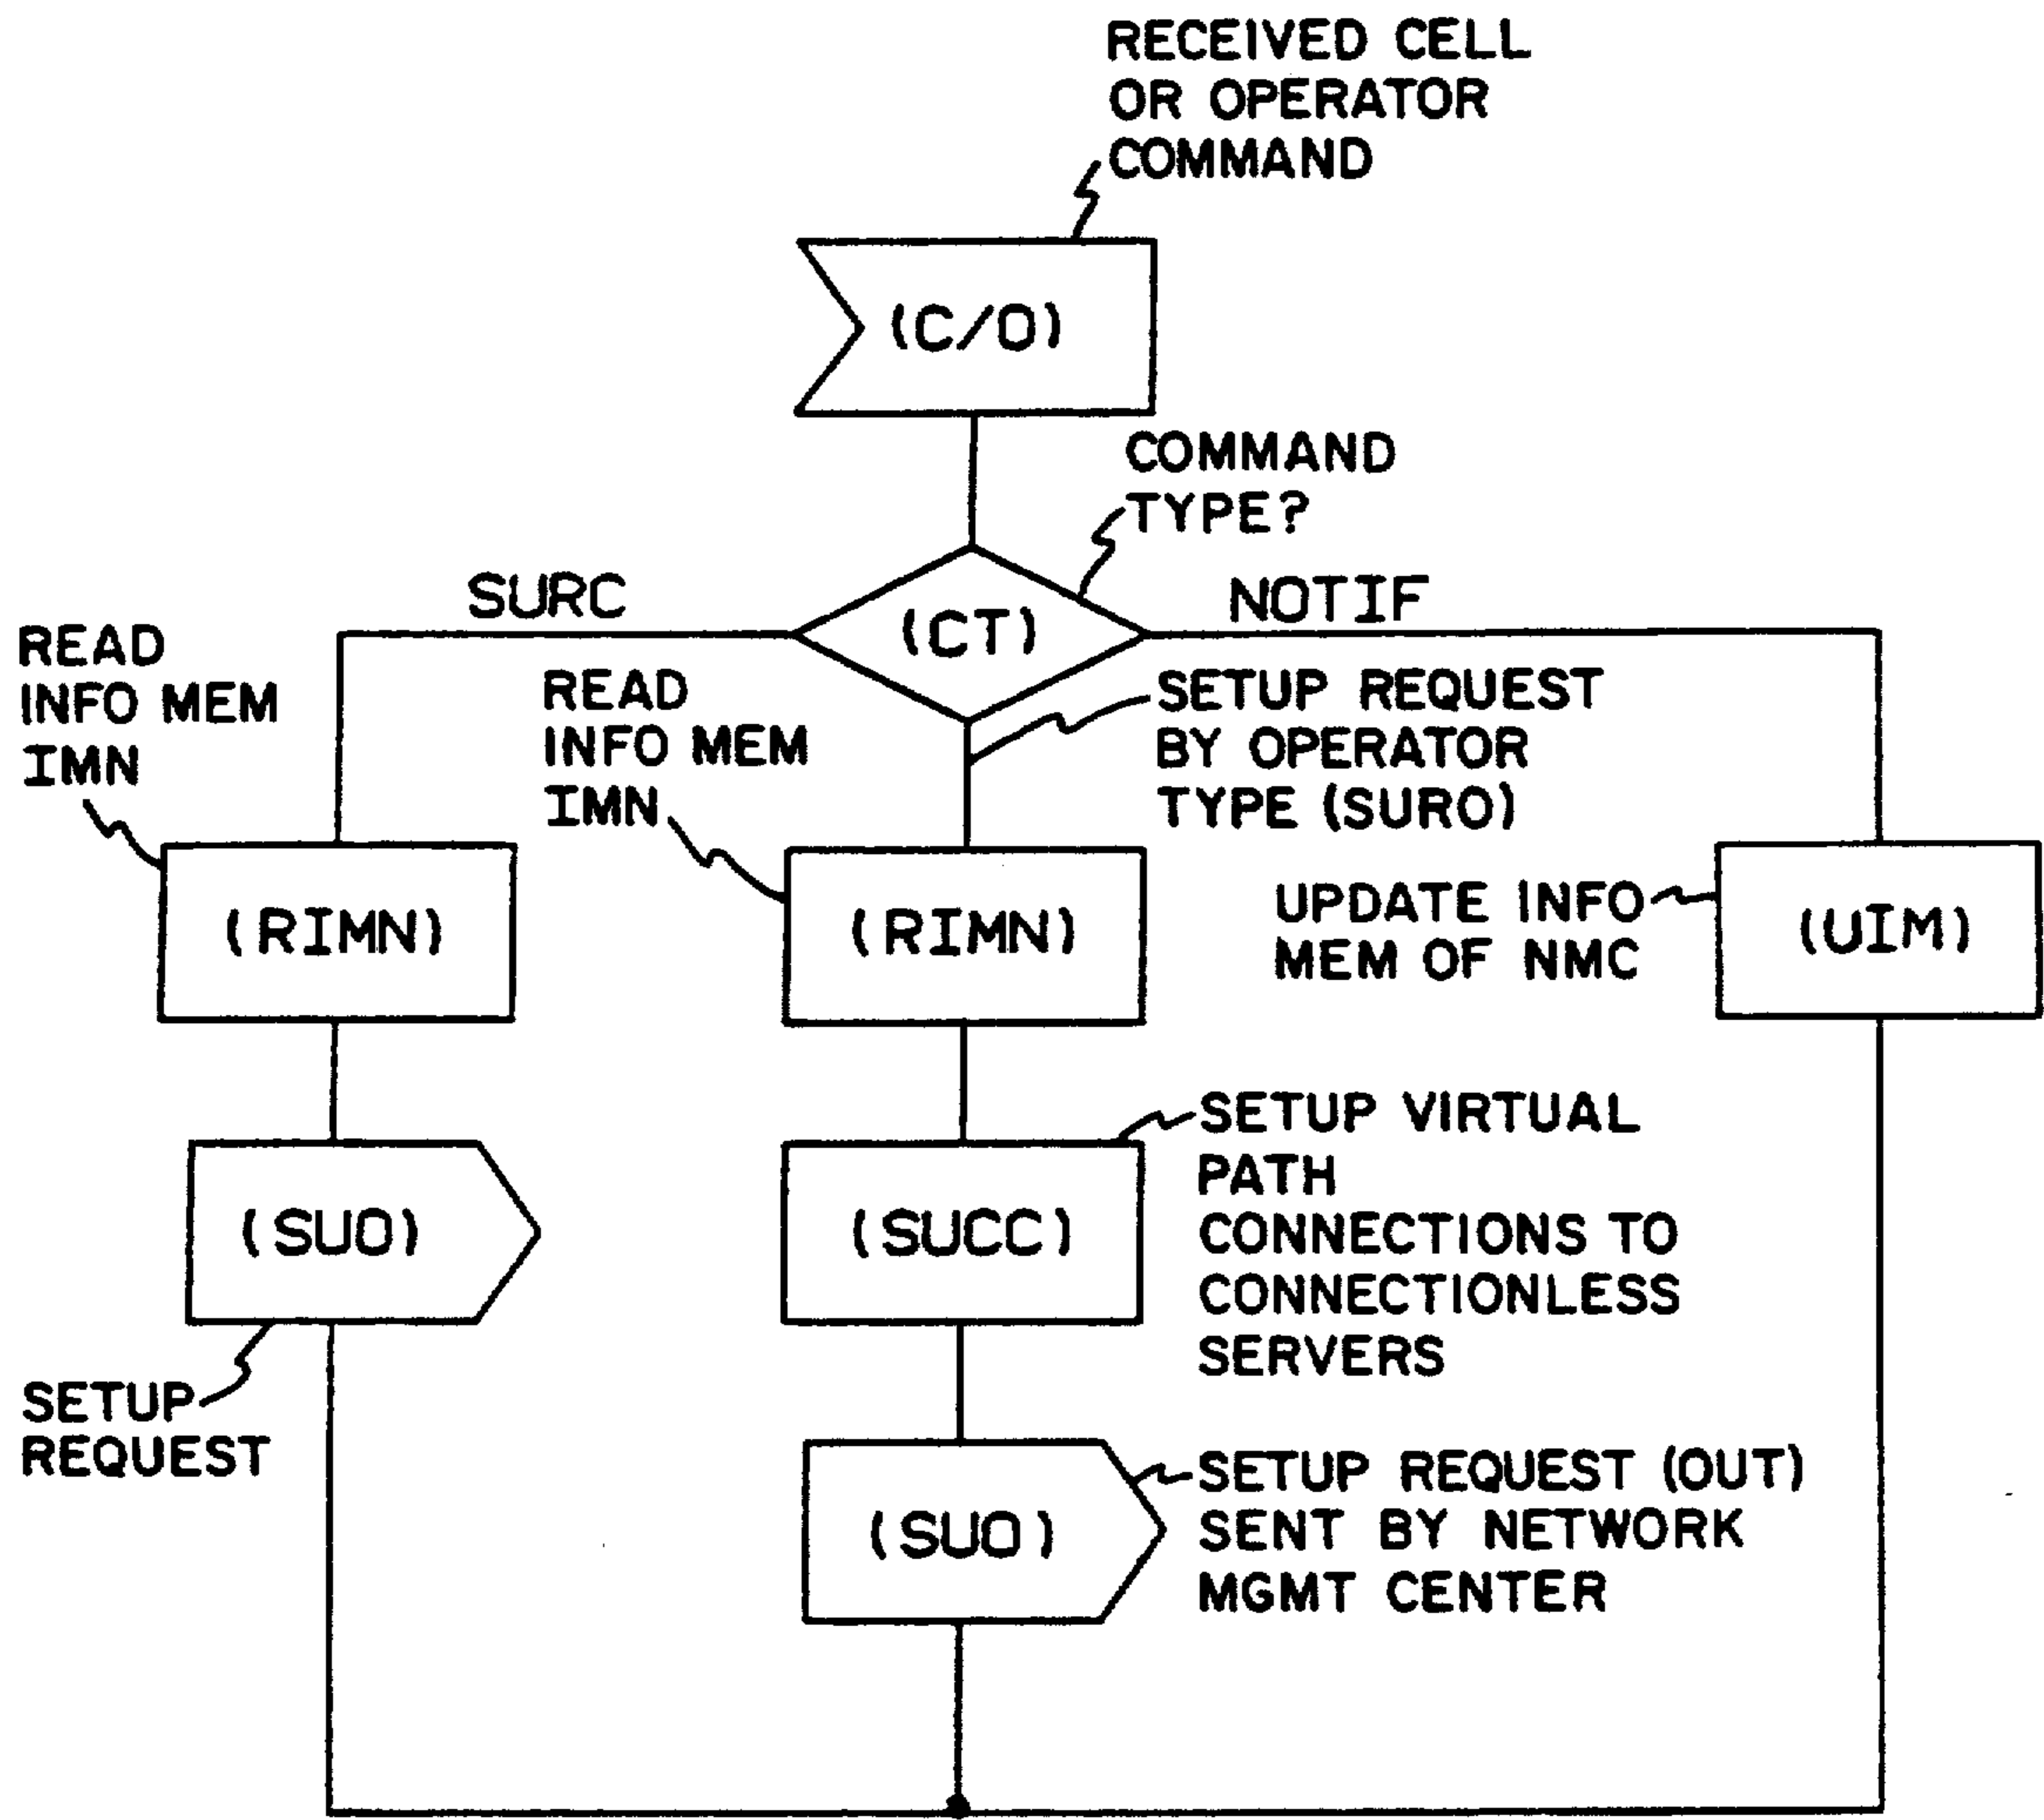 RECEIVED CELL
OR OPERATOR
COMMAND
(C/O)
COMMAND
TYPE?
SURC
(CT)
NOTIF
READ
INFO MEM
IMN
READ
INFO MEM
IMN
SETUP REQUEST
BY OPERATOR
TYPE (SURO)
(RIMN)
(RIMN)
UPDATE INFO
MEM OF NMC
(UIM)
(SUO)
(SUCC)
SETUP VIRTUAL
PATH
CONNECTIONS TO
CONNECTIONLESS
SERVERS
SETUP
REQUEST
(SUO)
SETUP REQUEST (OUT)
SENT BY NETWORK
MGMT CENTER